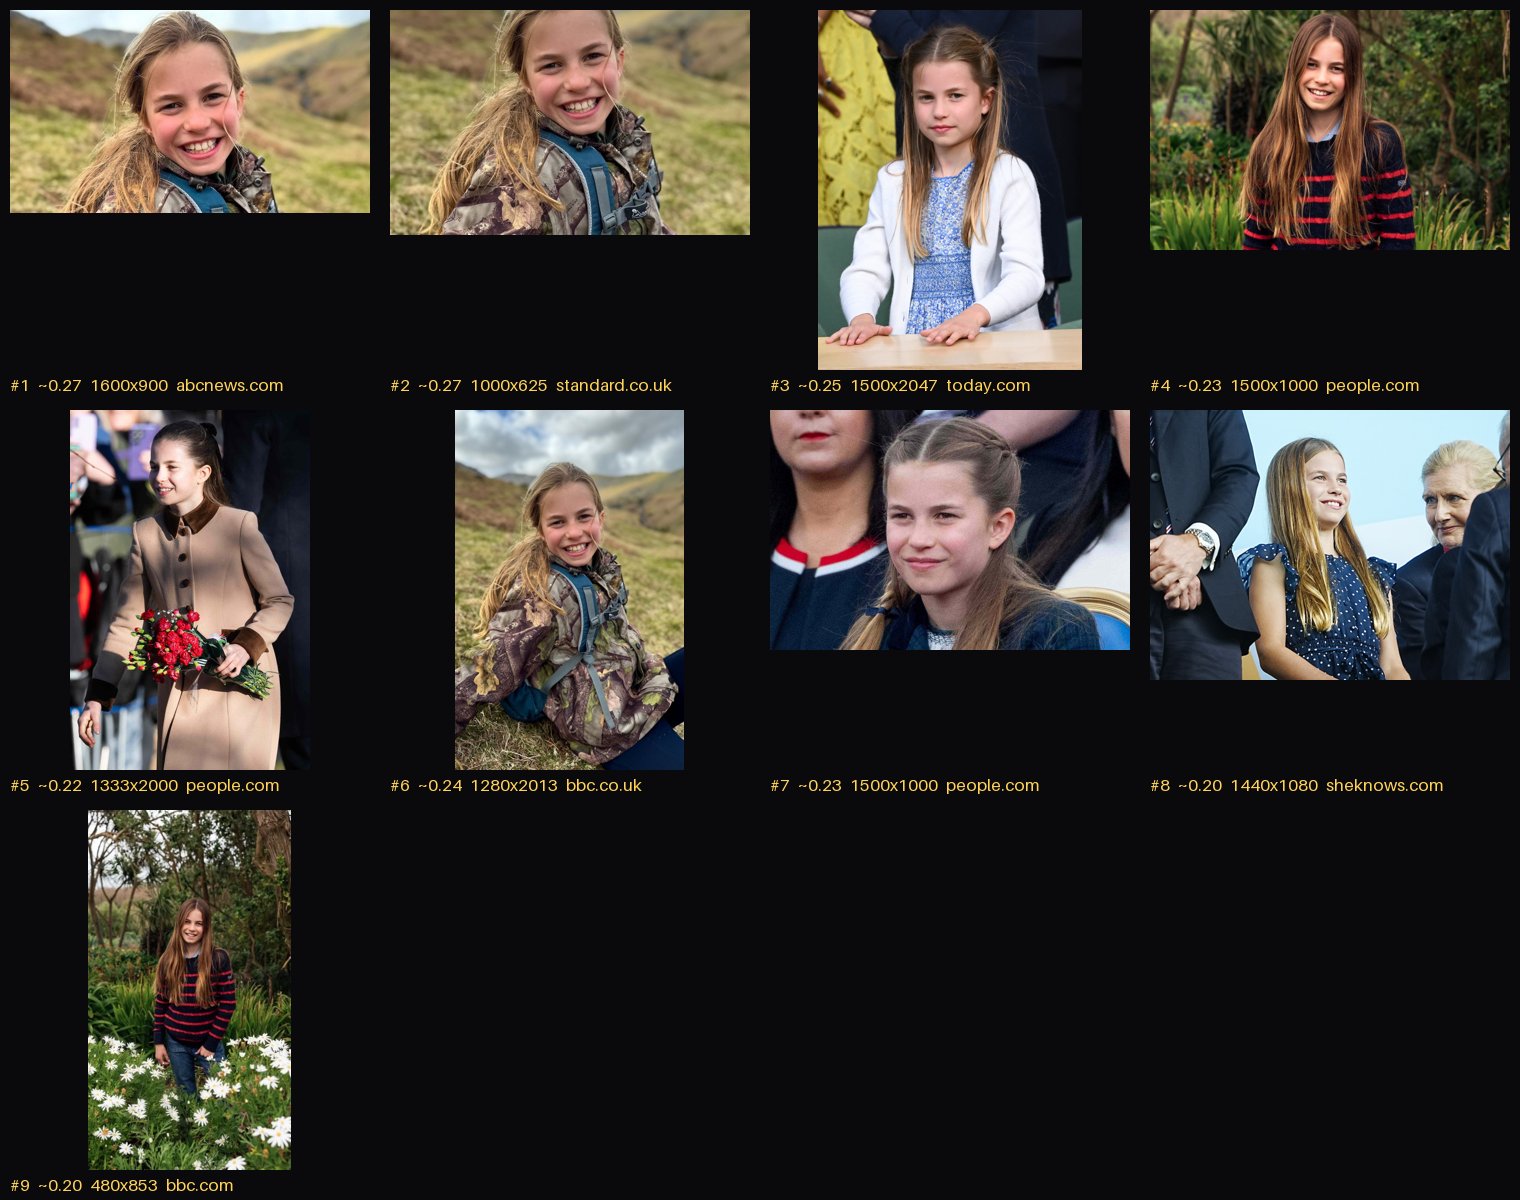 #1 ~0.27 1600x900 abcnews.com
#2 ~0.27 1000x625 standard.co.uk
#3 ~0.25 1500x2047 today.com
#4 ~0.23 1500x1000 people.com
#5 ~0.22 1333x2000 people.com
#6 ~0.24 1280x2013 bbc.co.uk
#7 ~0.23 1500x1000 people.com
#8 ~0.20 1440x1080 sheknows.com
#9 ~0.20 480x853 bbc.com